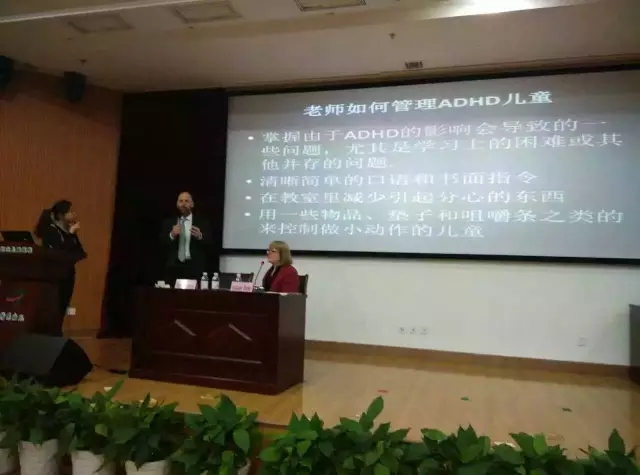 老师如何管理ADHD儿童
• 掌握由于ADHD的影响会导致的一
些问题，尤其是学习上的困难或其
他并存的问题.
• 清晰简单的口语和书面指令
• 在教室里减少引起分心的东西
• 用一些物品、垫子和咀嚼条之类的
来控制做小动作的儿童